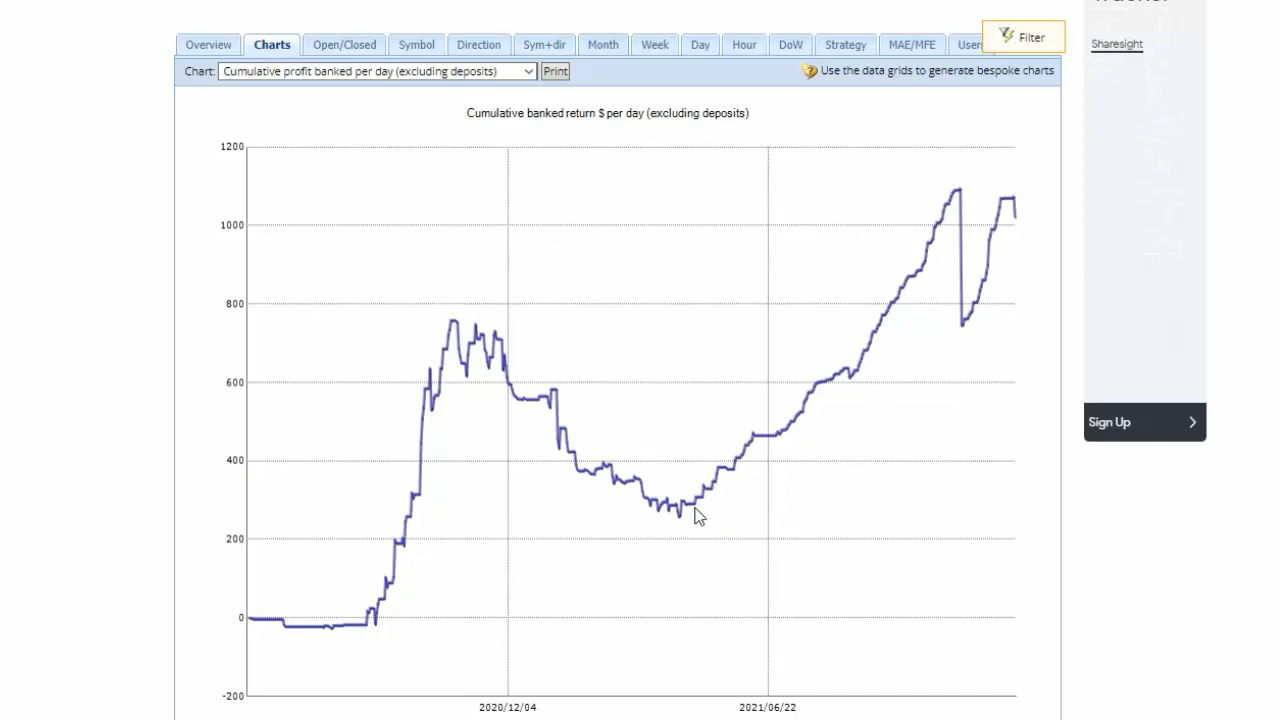 Sharesight
Overview Charts Open/Closed Symbol Direction Sym+dir Month Week Day Hour DoW Strategy MAE/MFE Filter
Chart: Cumulative profit banked per day (excluding deposits) Print Use the data grids to generate bespoke charts
Cumulative banked return $ per day (excluding deposits)
1200
1000
800
600
400
200
0
-200
2020/12/04 2021/06/22
Sign Up